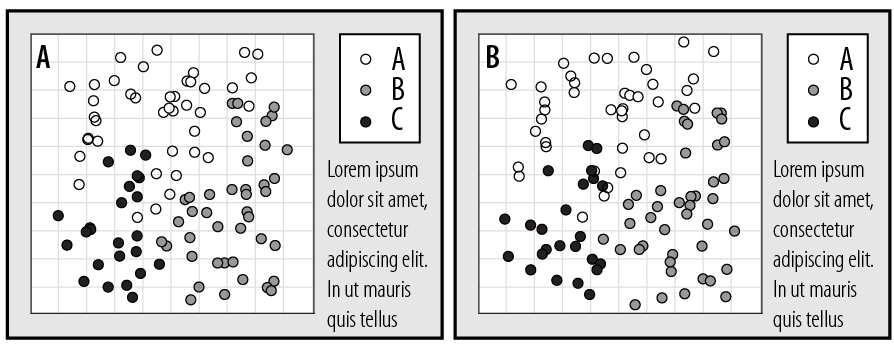 A
A
B
C
Lorem ipsum
dolor sit amet,
consectetur
adipiscing elit.
In ut mauris
quis tellus
B
A
B
C
Lorem ipsum
dolor sit amet,
consectetur
adipiscing elit.
In ut mauris
quis tellus